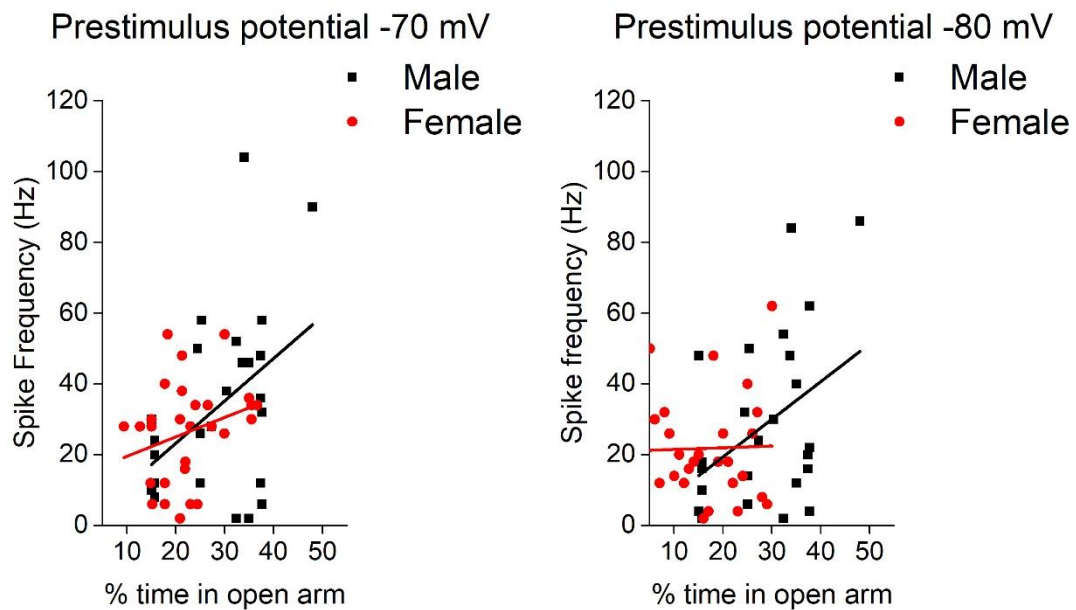 Prestimulus potential -70 mV
Male
Female
120
100
80
60
40
20
0
Spike Frequency (Hz)
10 20 30 40 50
% time in open arm
Prestimulus potential -80 mV
Male
Female
120
100
80
60
40
20
0
Spike frequency (Hz)
10 20 30 40 50
% time in open arm